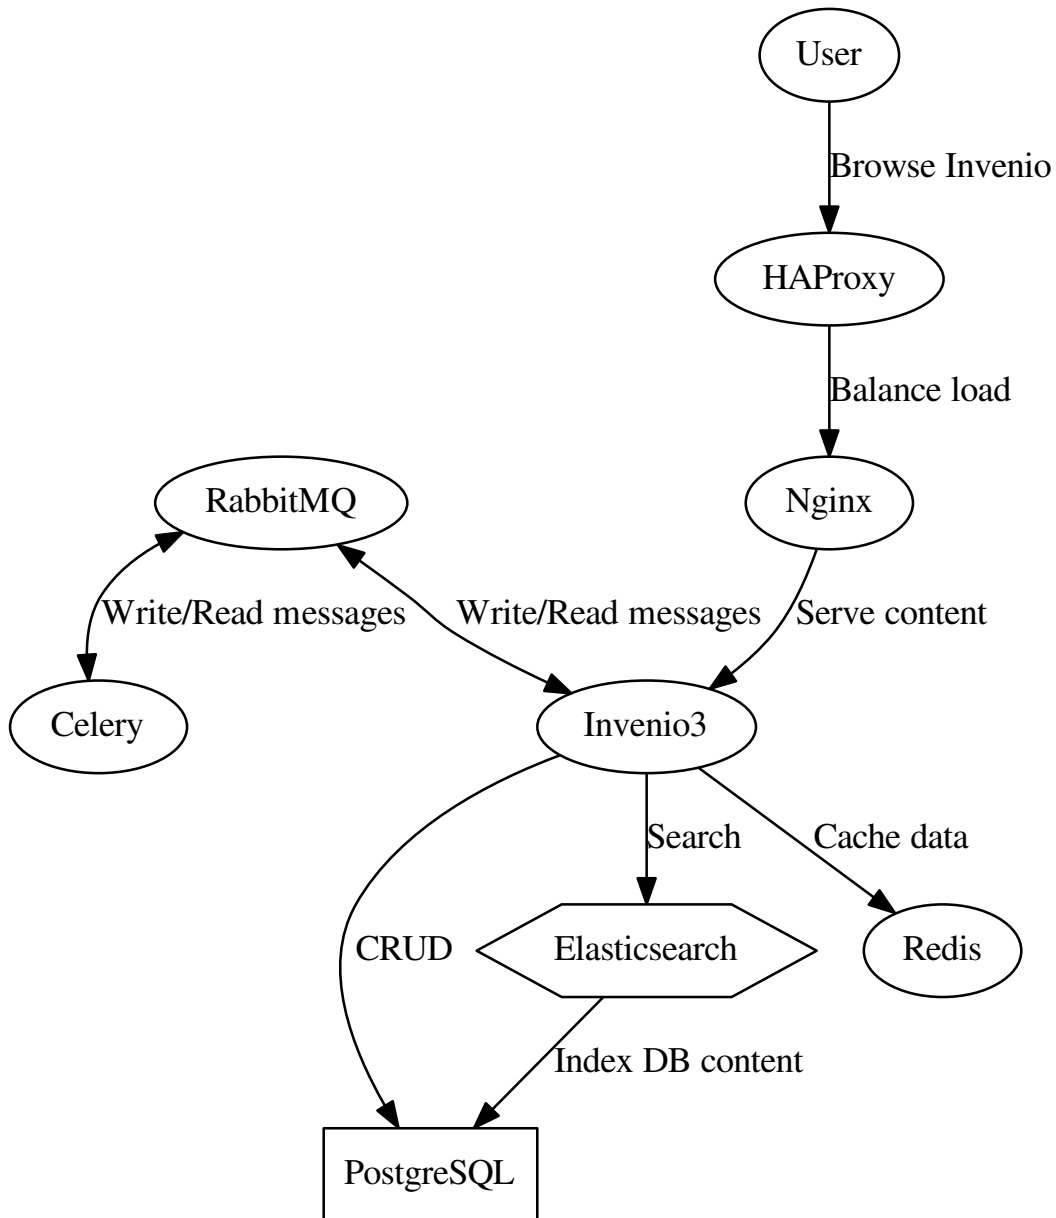 User
Browse Invenio
HAProxy
Balance load
RabbitMQ
Nginx
Write/Read messages
Write/Read messages
Serve content
Celery
Invenio3
Search
Cache data
CRUD
Elasticsearch
Redis
Index DB content
PostgreSQL